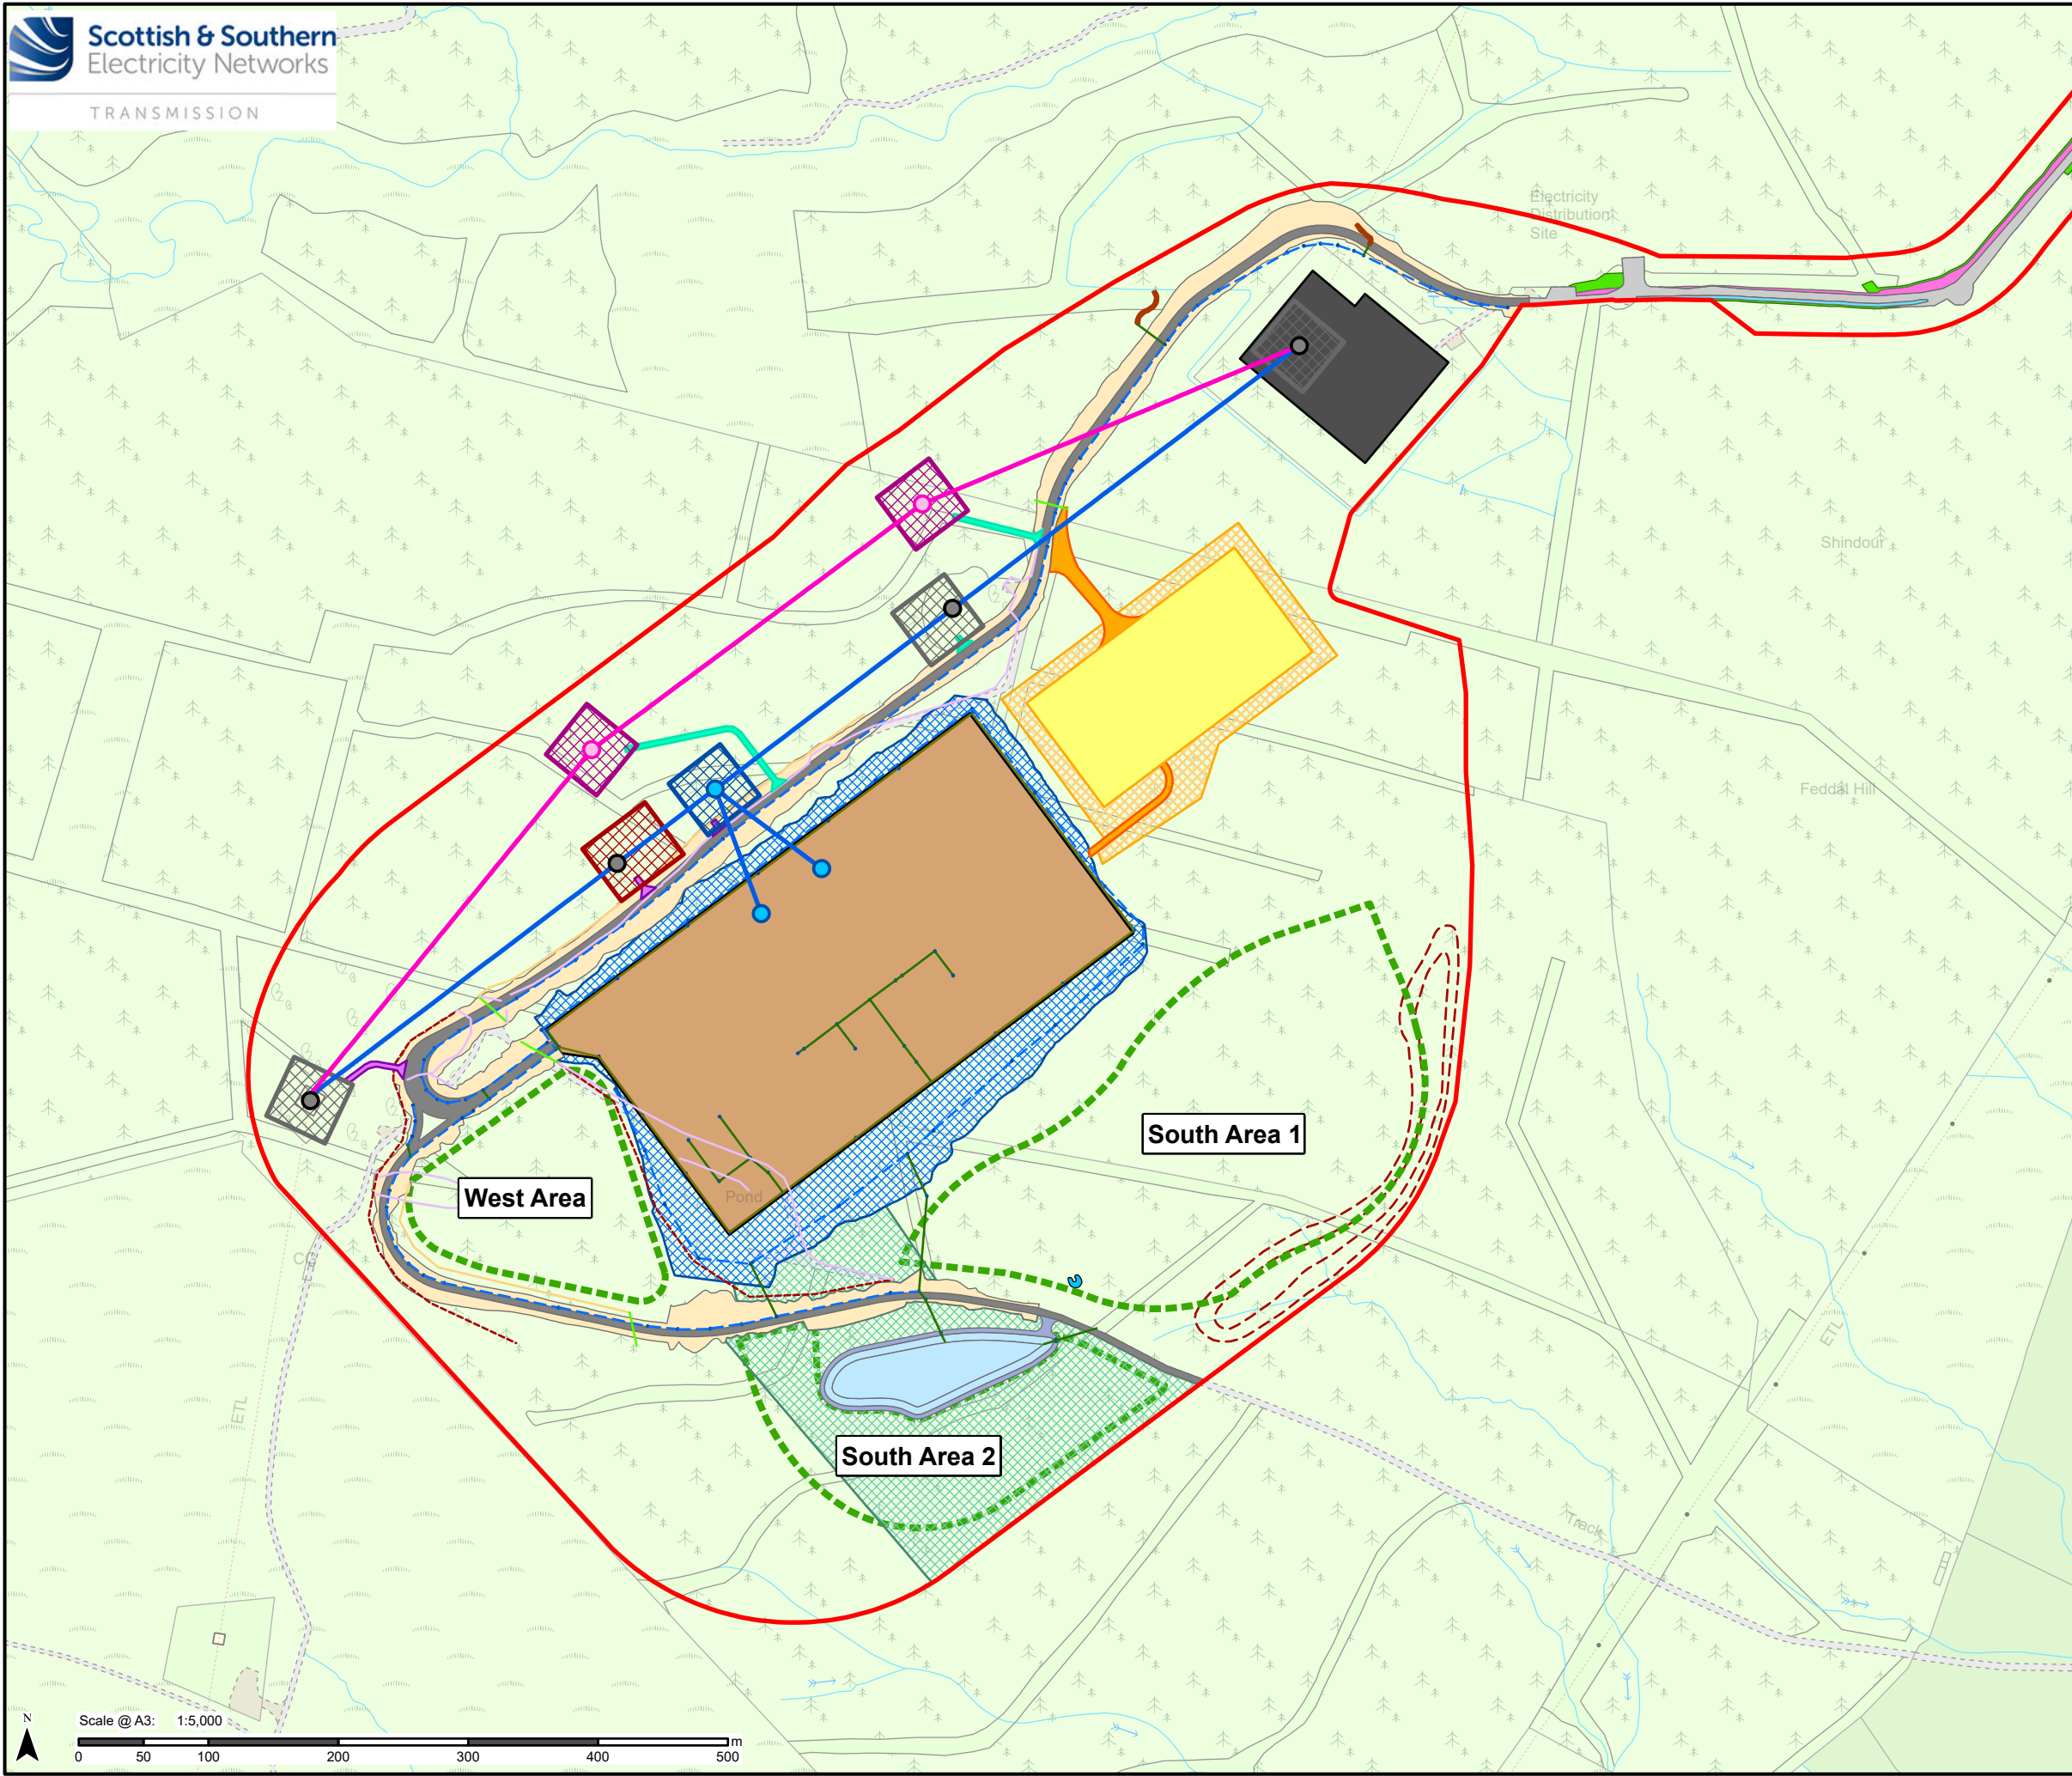 Scottish & Southern
Electricity Networks
TRANSMISSION
Electricity
Distribution
Site
Shindour
Feddal Hill
South Area 1
West Area
Pond
CG
ETL
ETL
South Area 2
Track
N
Scale @ A3: 1:5,000
0 50 100 200 300 400 500 m